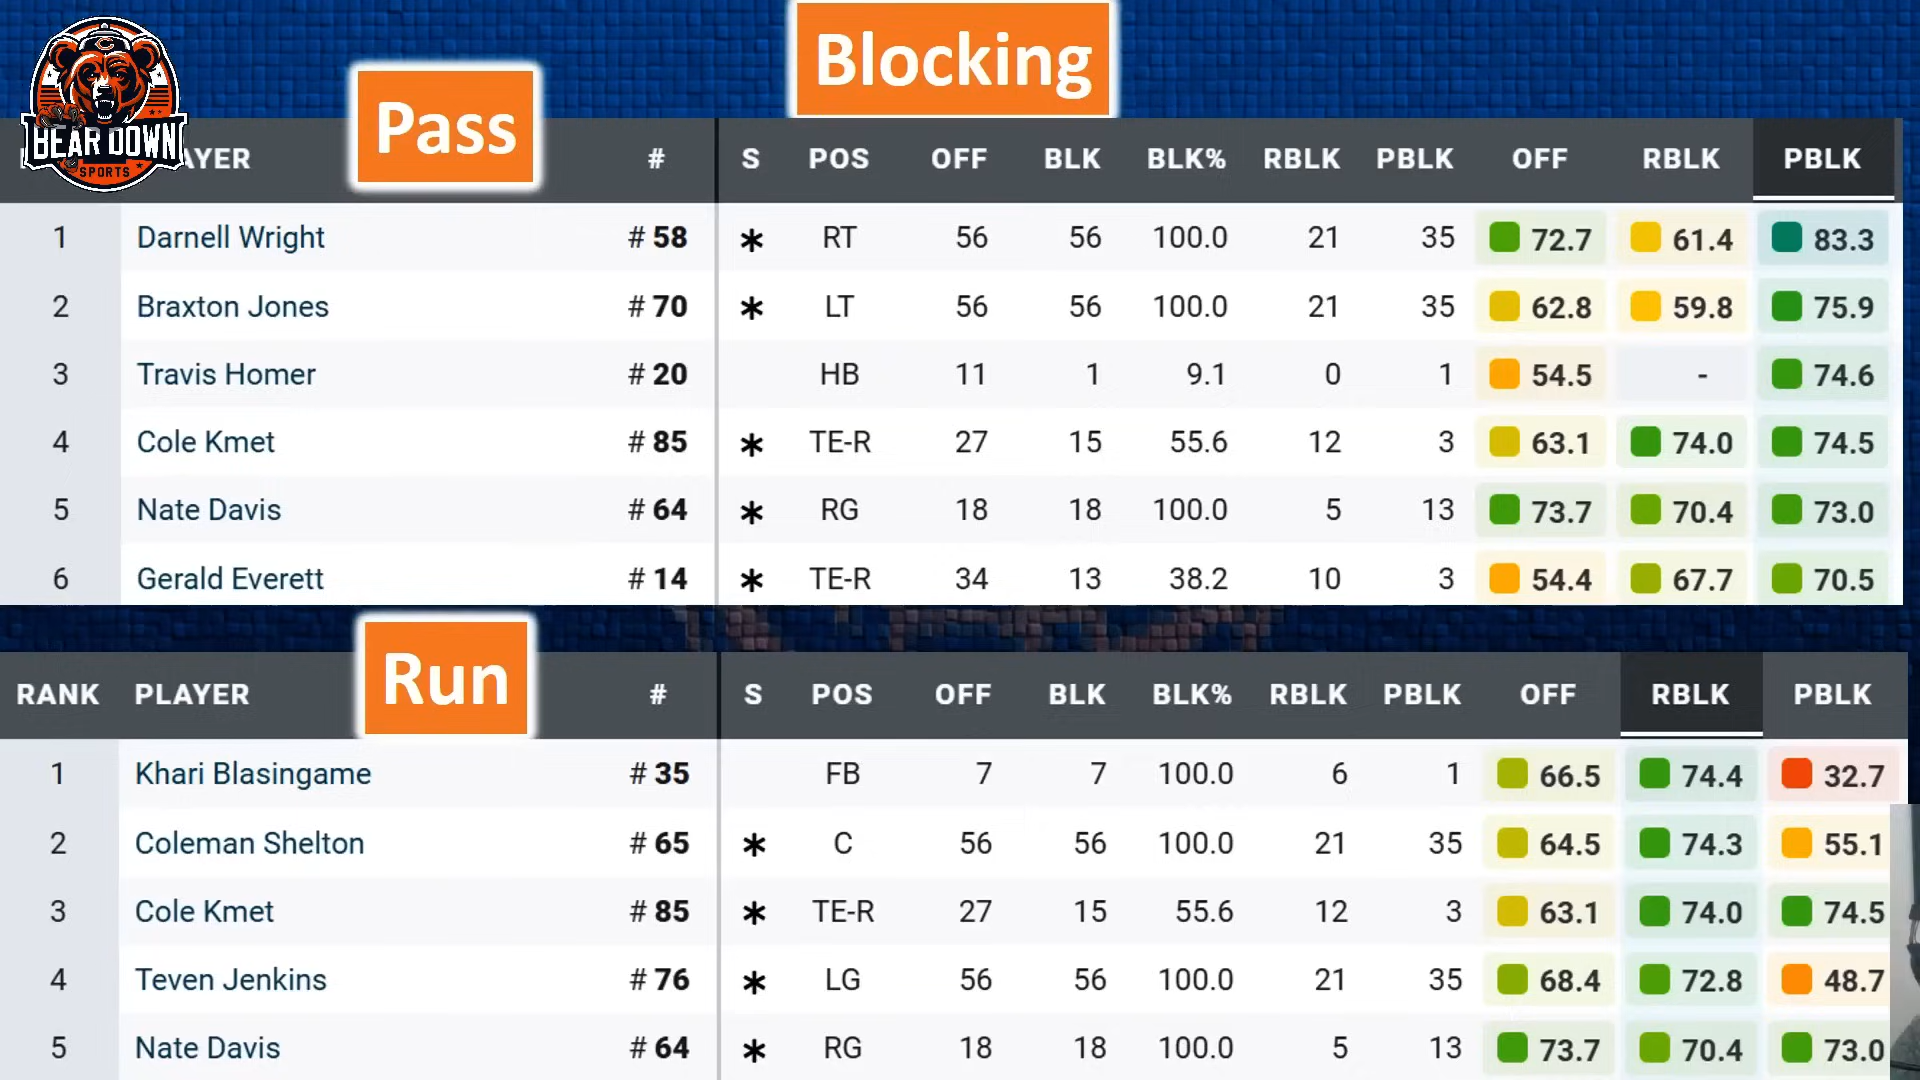 BEAR DOWN
SPORTS
Pass
Blocking
AYER # S POS OFF BLK BLK% RBLK PBLK OFF RBLK PBLK
1 Darnell Wright # 58 * RT 56 56 100.0 21 35 72.7 61.4 83.3
2 Braxton Jones # 70 * LT 56 56 100.0 21 35 62.8 59.8 75.9
3 Travis Homer # 20 HB 11 1 9.1 0 1 54.5 - 74.6
4 Cole Kmet # 85 * TE-R 27 15 55.6 12 3 63.1 74.0 74.5
5 Nate Davis # 64 * RG 18 18 100.0 5 13 73.7 70.4 73.0
6 Gerald Everett # 14 * TE-R 34 13 38.2 10 3 54.4 67.7 70.5
Run
RANK PLAYER # S POS OFF BLK BLK% RBLK PBLK OFF RBLK PBLK
1 Khari Blasingame # 35 FB 7 7 100.0 6 1 66.5 74.4 32.7
2 Coleman Shelton # 65 * C 56 56 100.0 21 35 64.5 74.3 55.1
3 Cole Kmet # 85 * TE-R 27 15 55.6 12 3 63.1 74.0 74.5
4 Teven Jenkins # 76 * LG 56 56 100.0 21 35 68.4 72.8 48.7
5 Nate Davis # 64 * RG 18 18 100.0 5 13 73.7 70.4 73.0